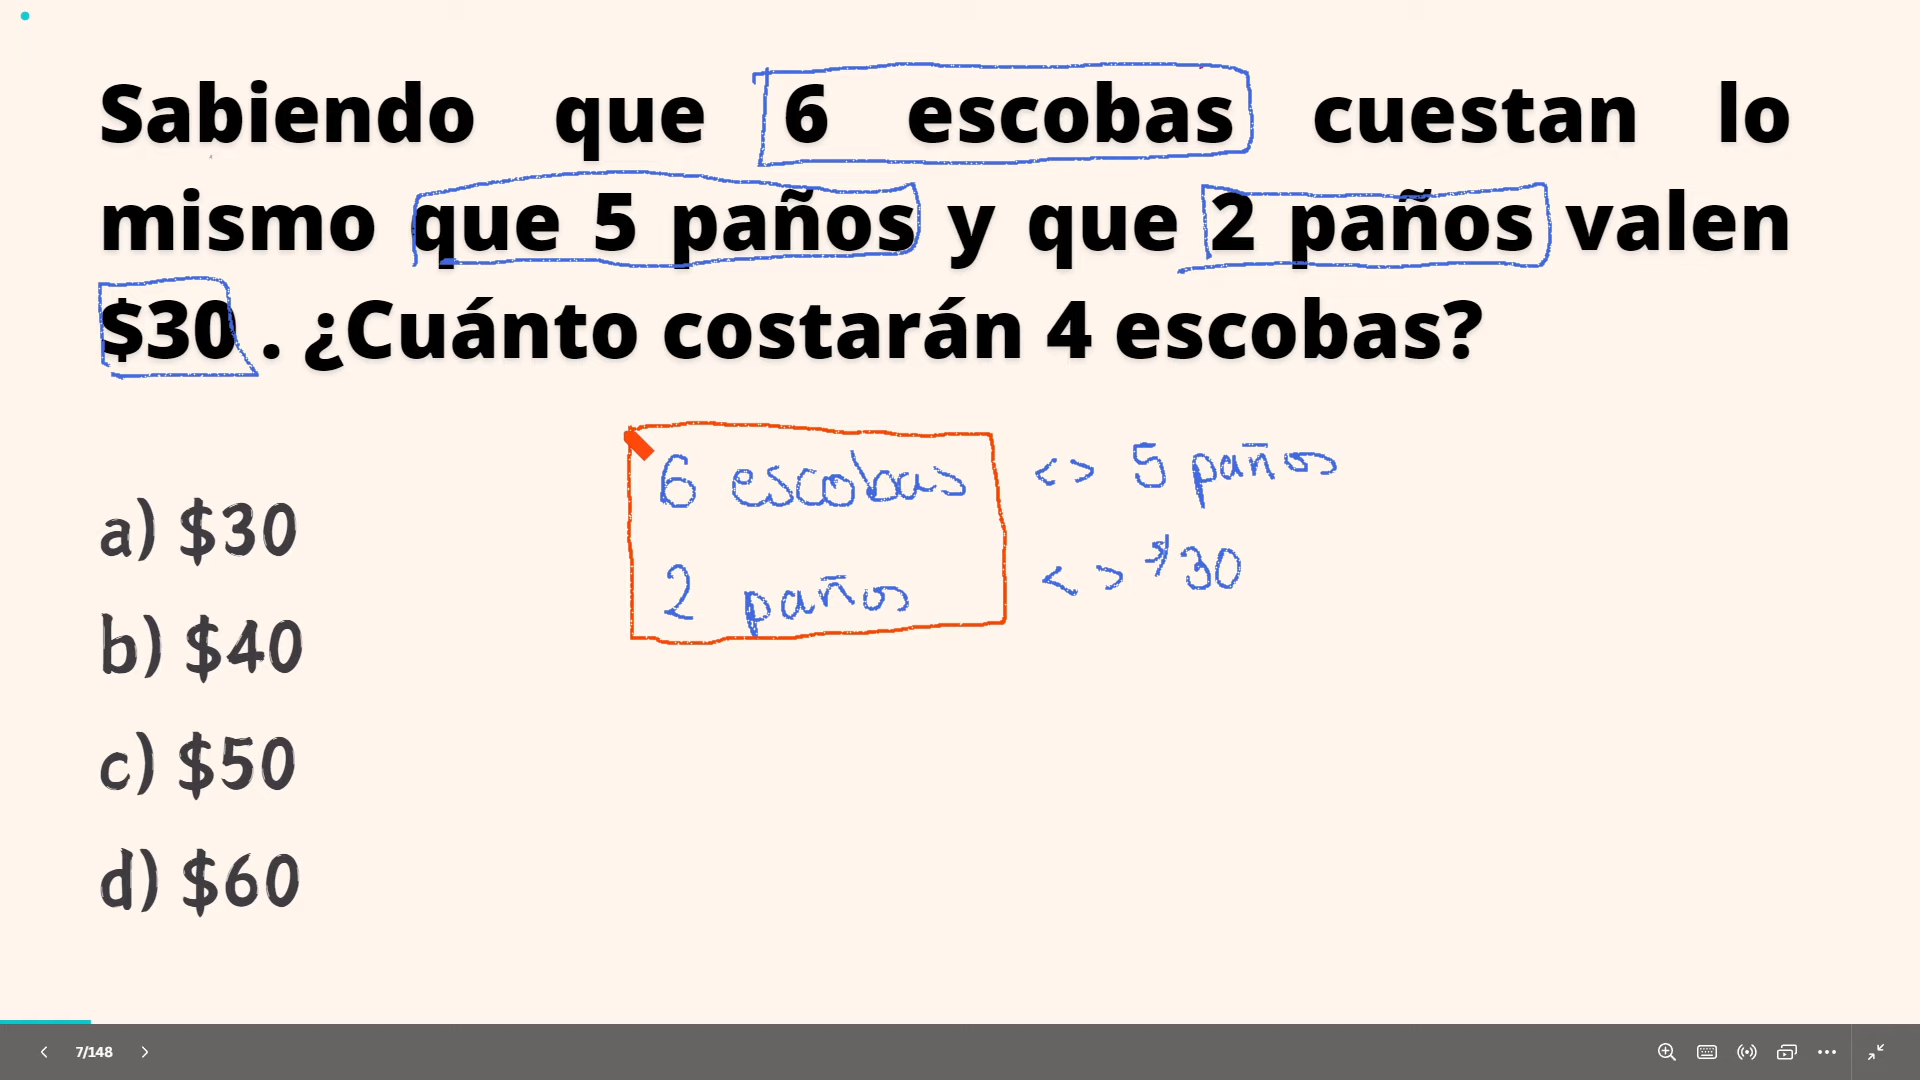 Sabiendo que 6 escobas cuestan lo
mismo que 5 paños y que 2 paños valen
$30 . ¿Cuánto costarán 4 escobas?
6 escobas <> 5 paños
2 paños <> $30
a) $30
b) $40
c) $50
d) $60
7/148